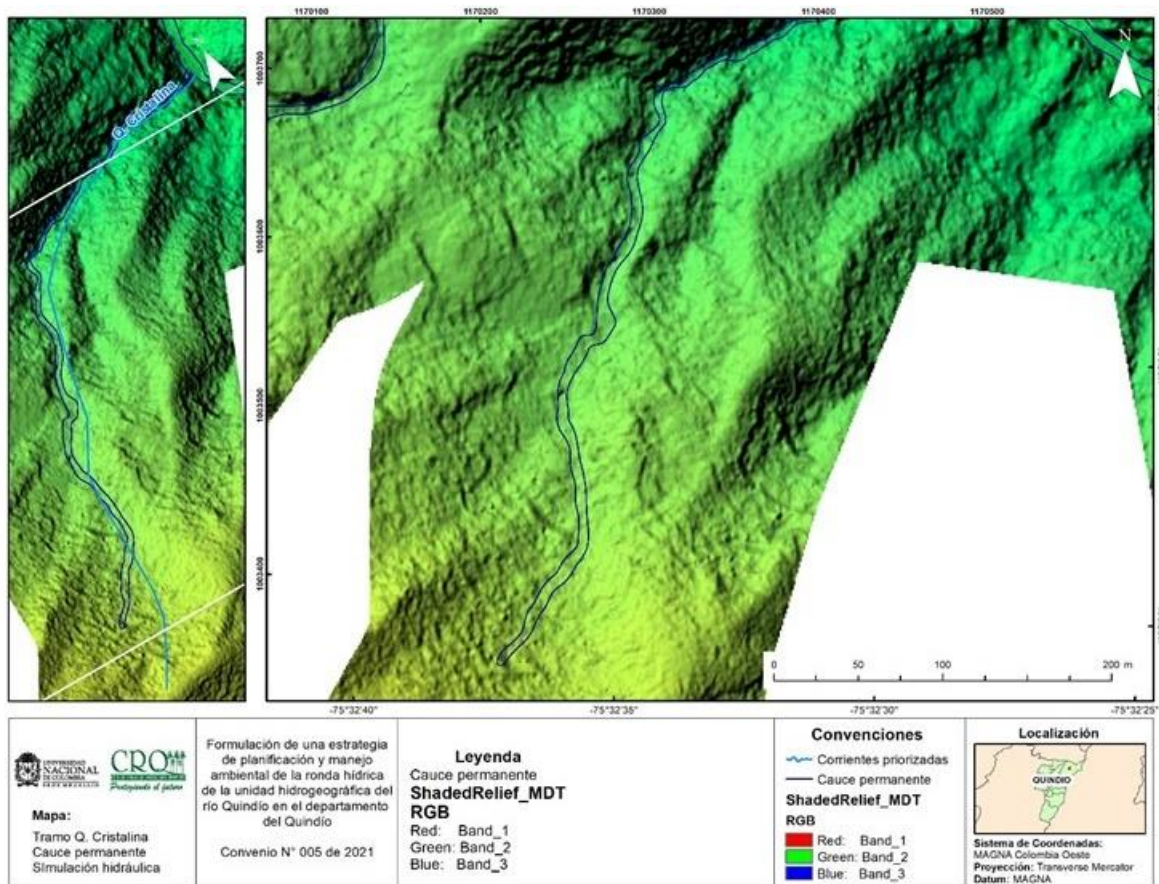 1170100
1170200
1170300
1170400
1170500
Q. Cristalina
N
1003700
1003600
1003500
1003400
0 50 100 200 m
-75°32'40"
-75°32'35"
-75°32'30"
-75°32'25"
UNIVERSIDAD
NACIONAL
DE COLOMBIA
CRQ
Protegiendo el futuro
Mapa:
Tramo Q. Cristalina
Cauce permanente
SImulación hidráulica
Formulación de una estrategia
de planificación y manejo
ambiental de la ronda hídrica
de la unidad hidrogeográfica del
río Quindío en el departamento
del Quindío
Convenio N° 005 de 2021
Leyenda
Cauce permanente
ShadedRelief_MDT
RGB
Red: Band_1
Green: Band_2
Blue: Band_3
Convenciones
Corrientes priorizadas
Cauce permanente
ShadedRelief_MDT
RGB
Red: Band_1
Green: Band_2
Blue: Band_3
Localización
QUINDIO
Sistema de Coordenadas:
MAGNA Colombia Oeste
Proyección: Transverse Mercator
Datum: MAGNA